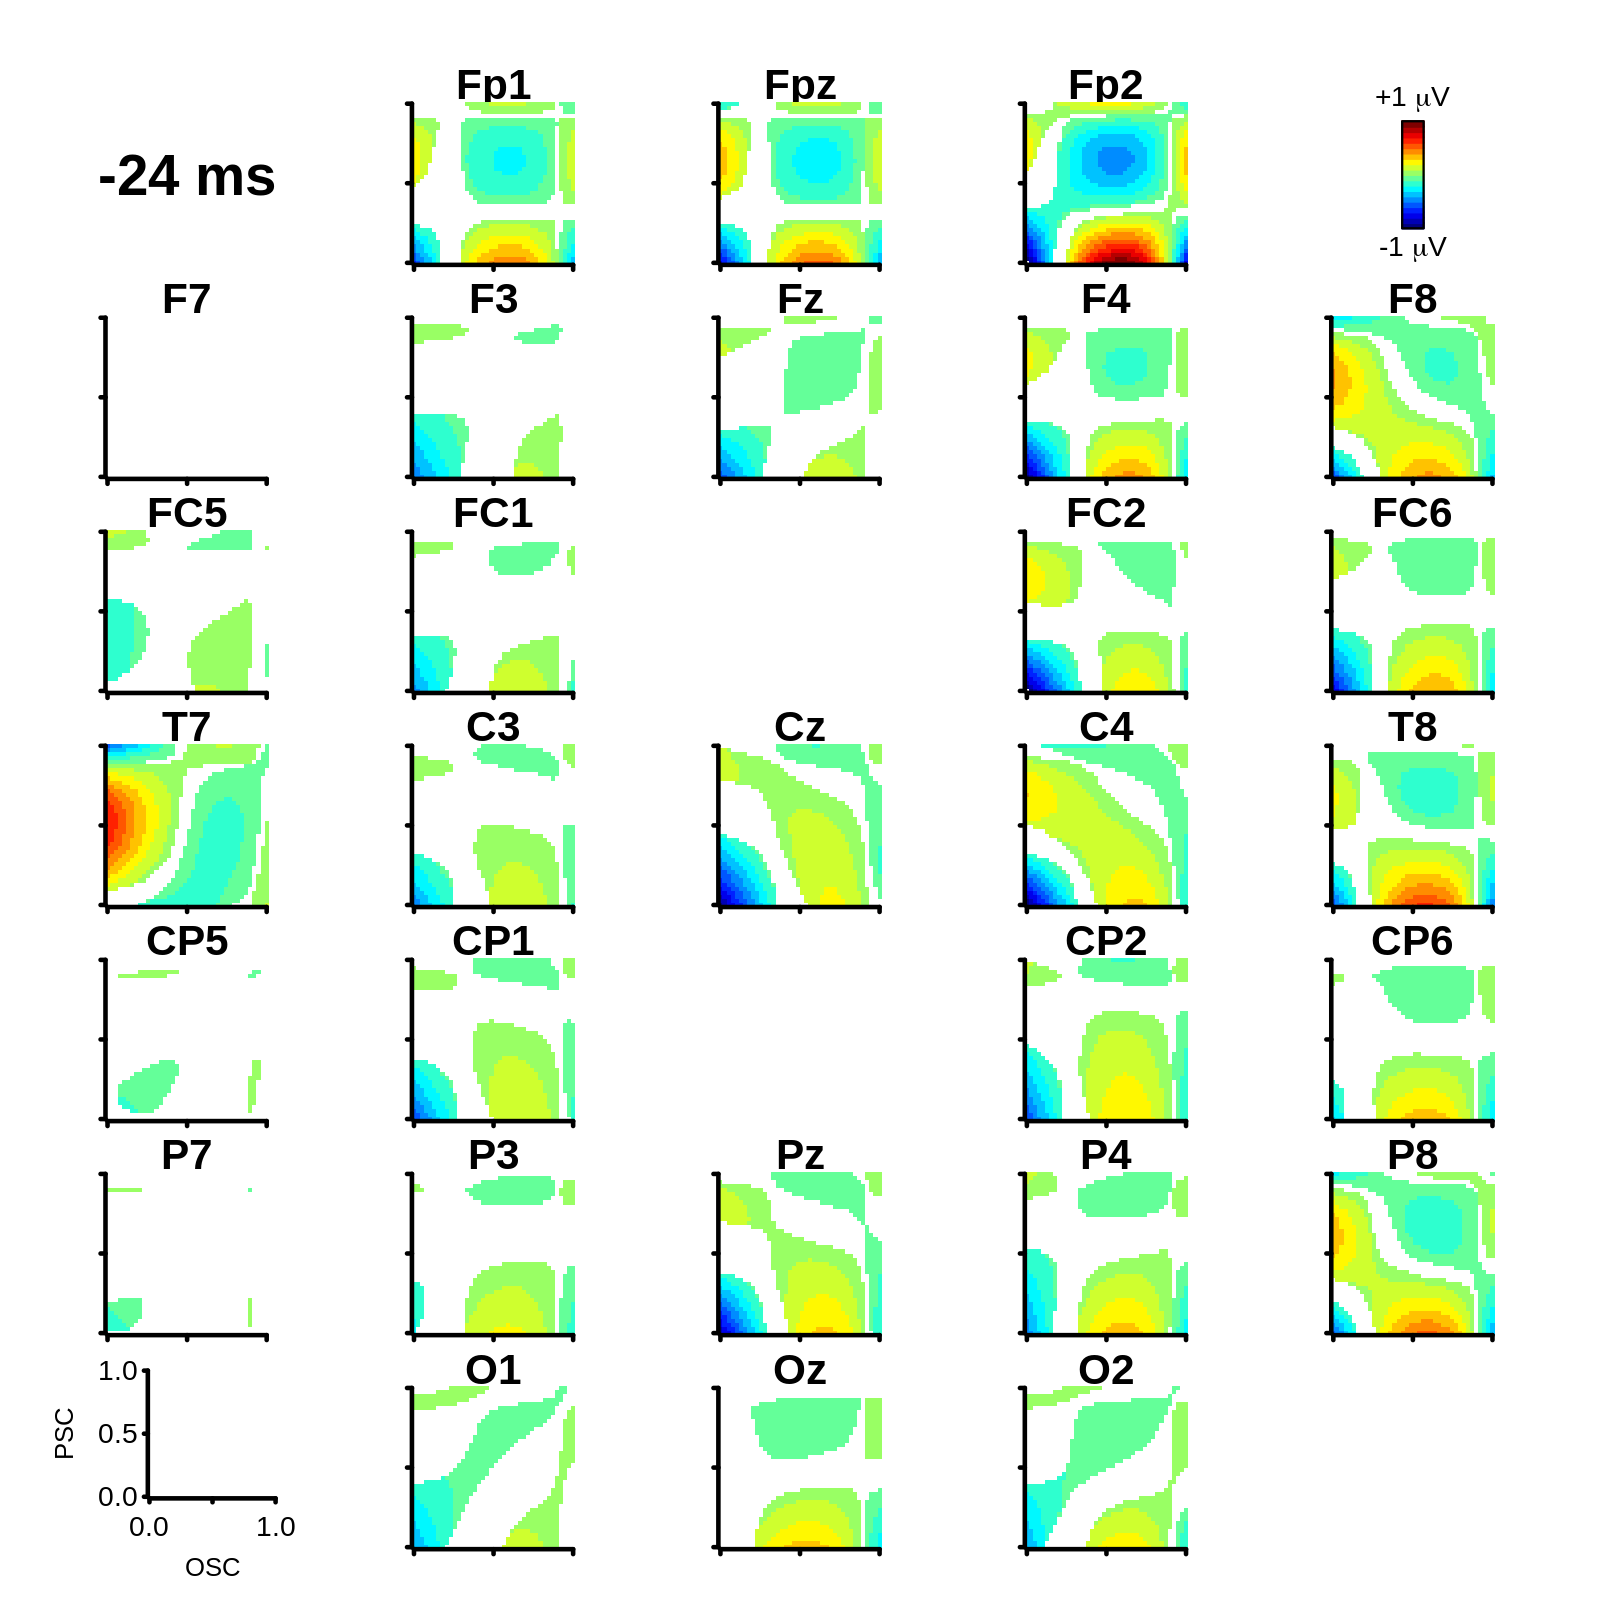 Fp1 Fpz Fp2
+1 μV
-24 ms
-1 μV
F7 F3 Fz F4 F8
FC5 FC1 FC2 FC6
T7 C3 Cz C4 T8
CP5 CP1 CP2 CP6
P7 P3 Pz P4 P8
O1 Oz O2
1.0
PSC
0.5
0.0
0.0 1.0
OSC